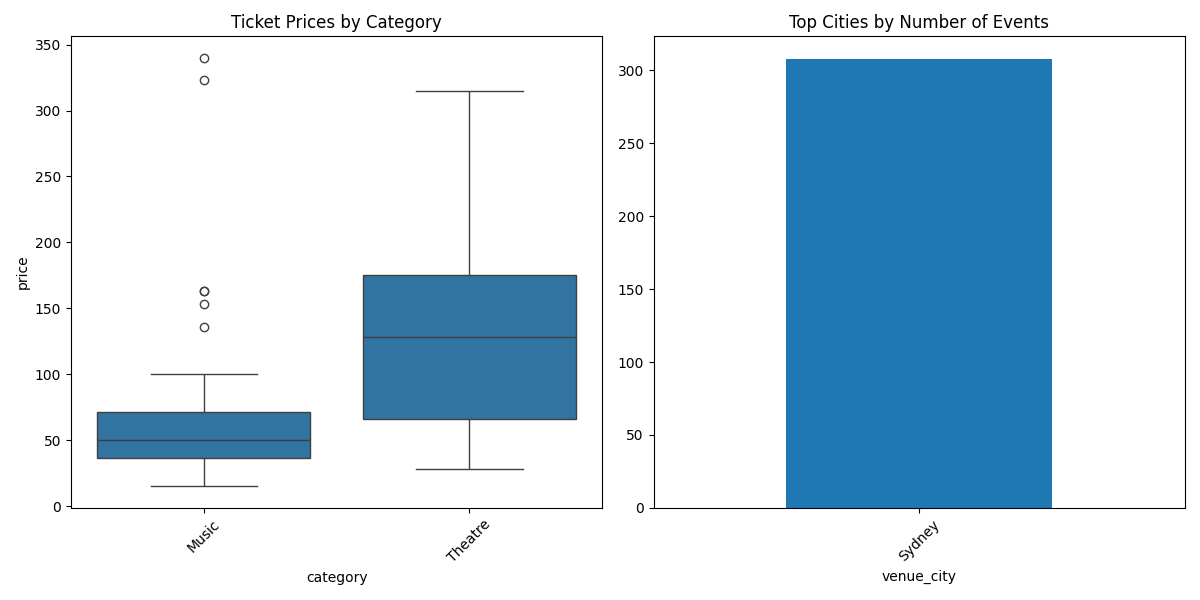 Ticket Prices by Category
350
300
250
200
150
100
50
0
price
Music
Theatre
category
Top Cities by Number of Events
300
250
200
150
100
50
0
Sydney
venue_city